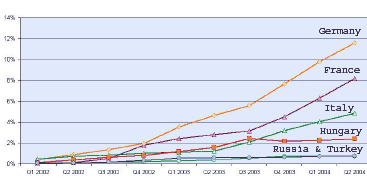 14%
12%
10%
8%
6%
4%
2%
0%
Germany
France
Italy
Hungary
Russia & Turkey
Q1 2002 Q2 2002 Q3 2002 Q4 2002 Q1 2003 Q2 2003 Q3 2003 Q4 2003 Q1 2004 Q2 2004